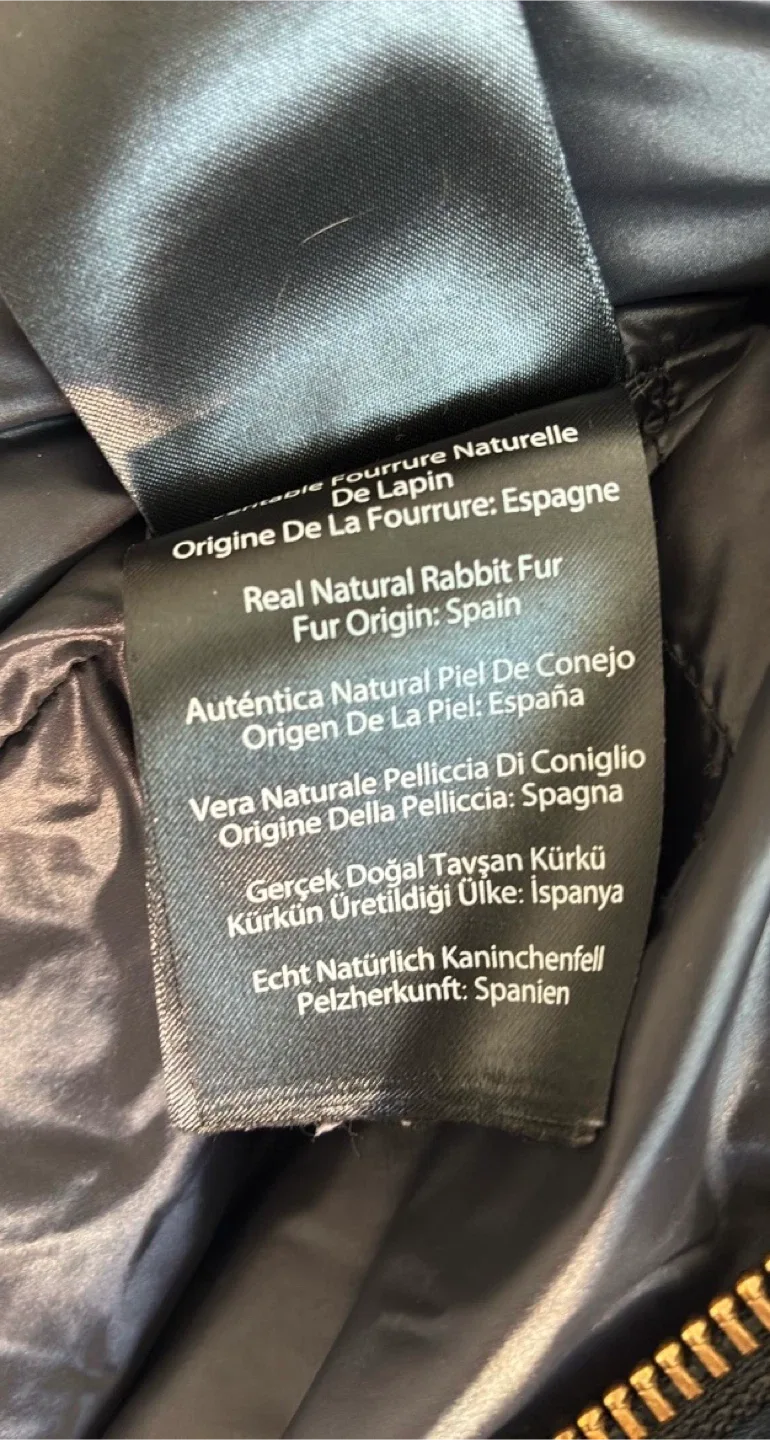 Fourrure Naturelle
De Lapin
Origine De La Fourrure: Espagne
Real Natural Rabbit Fur
Fur Origin: Spain
Auténtica Natural Piel De Conejo
Origen De La Piel: España
Vera Naturale Pelliccia Di Coniglio
Origine Della Pelliccia: Spagna
Gerçek Doğal Tavşan Kürkü
Kürkün Üretildiği Ülke: İspanya
Echt Natürlich Kaninchenfell
Pelzherkunft: Spanien